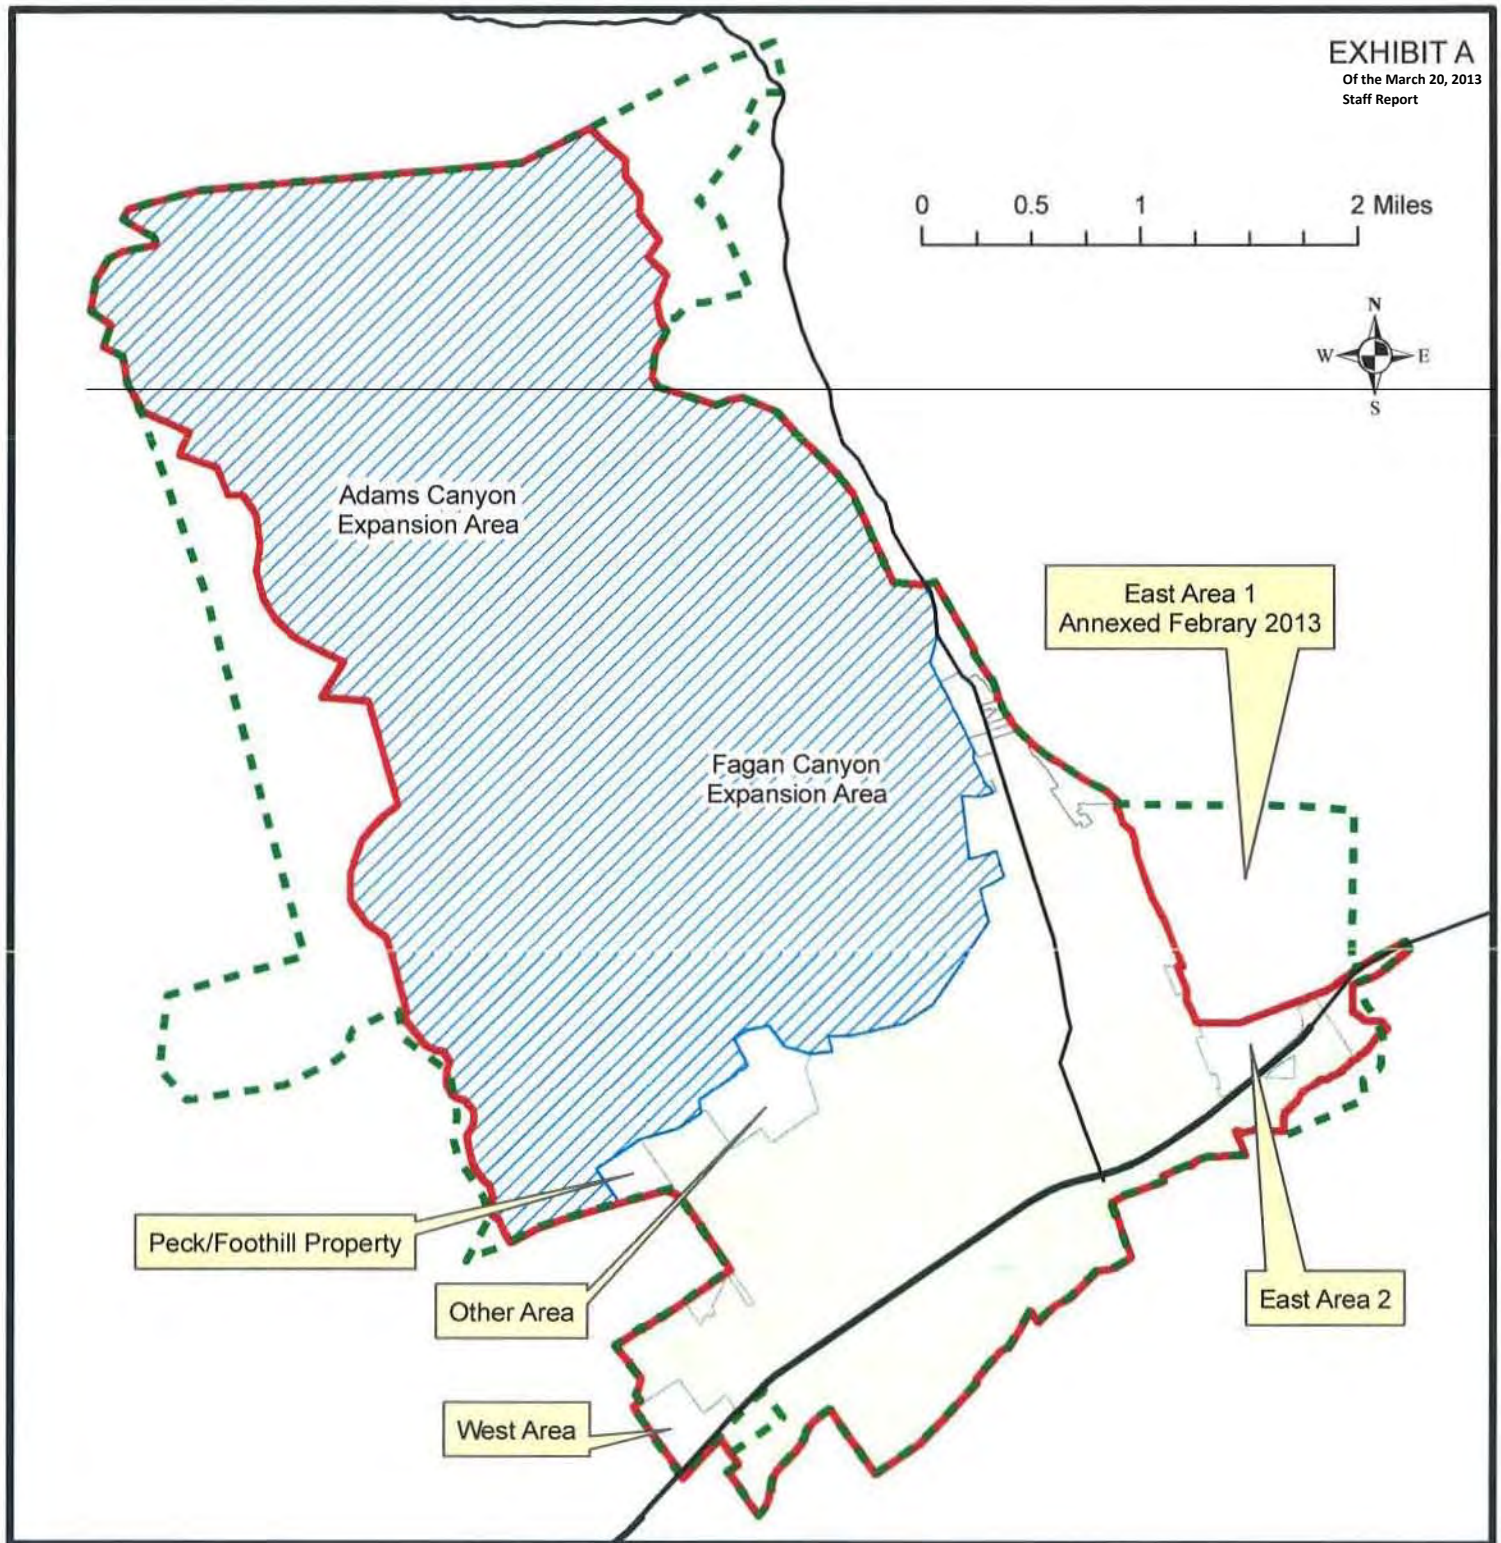 EXHIBIT A
Of the March 20, 2013
Staff Report
0 0.5 1 2 Miles
N
W E
S
Adams Canyon
Expansion Area
East Area 1
Annexed Febrary 2013
Fagan Canyon
Expansion Area
Peck/Foothill Property
Other Area
East Area 2
West Area